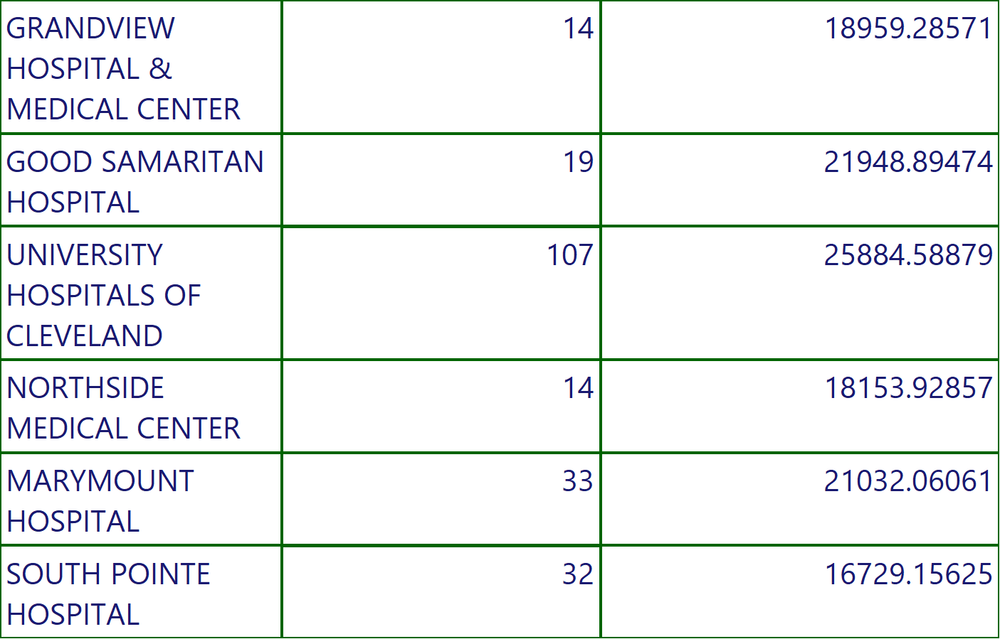 GRANDVIEW 14 18959.28571
HOSPITAL &
MEDICAL CENTER
GOOD SAMARITAN 19 21948.89474
HOSPITAL
UNIVERSITY 107 25884.58879
HOSPITALS OF
CLEVELAND
NORTHSIDE 14 18153.92857
MEDICAL CENTER
MARYMOUNT 33 21032.06061
HOSPITAL
SOUTH POINTE 32 16729.15625
HOSPITAL